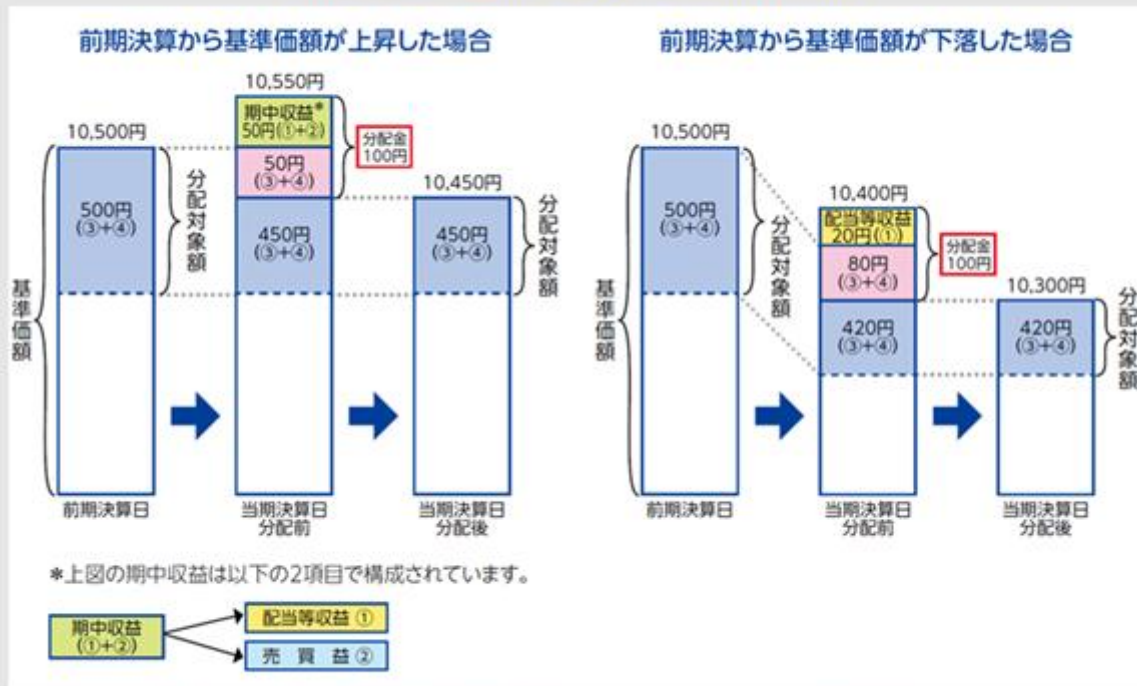 前期決算から基準価額が上昇した場合
10,500円
500円
(③+④)
分配対象額
基準価額
前期決算日
10,550円
期中収益*
50円(①+②)
50円
(③+④)
450円
(③+④)
分配金
100円
当期決算日
分配前
10,450円
450円
(③+④)
分配対象額
当期決算日
分配後
前期決算から基準価額が下落した場合
10,500円
500円
(③+④)
分配対象額
基準価額
前期決算日
10,400円
配当等収益
20円(①)
80円
(③+④)
420円
(③+④)
分配金
100円
当期決算日
分配前
10,300円
420円
(③+④)
分配対象額
当期決算日
分配後
*上図の期中収益は以下の2項目で構成されています。
期中収益
(①+②)
配当等収益 ①
売 買 益 ②